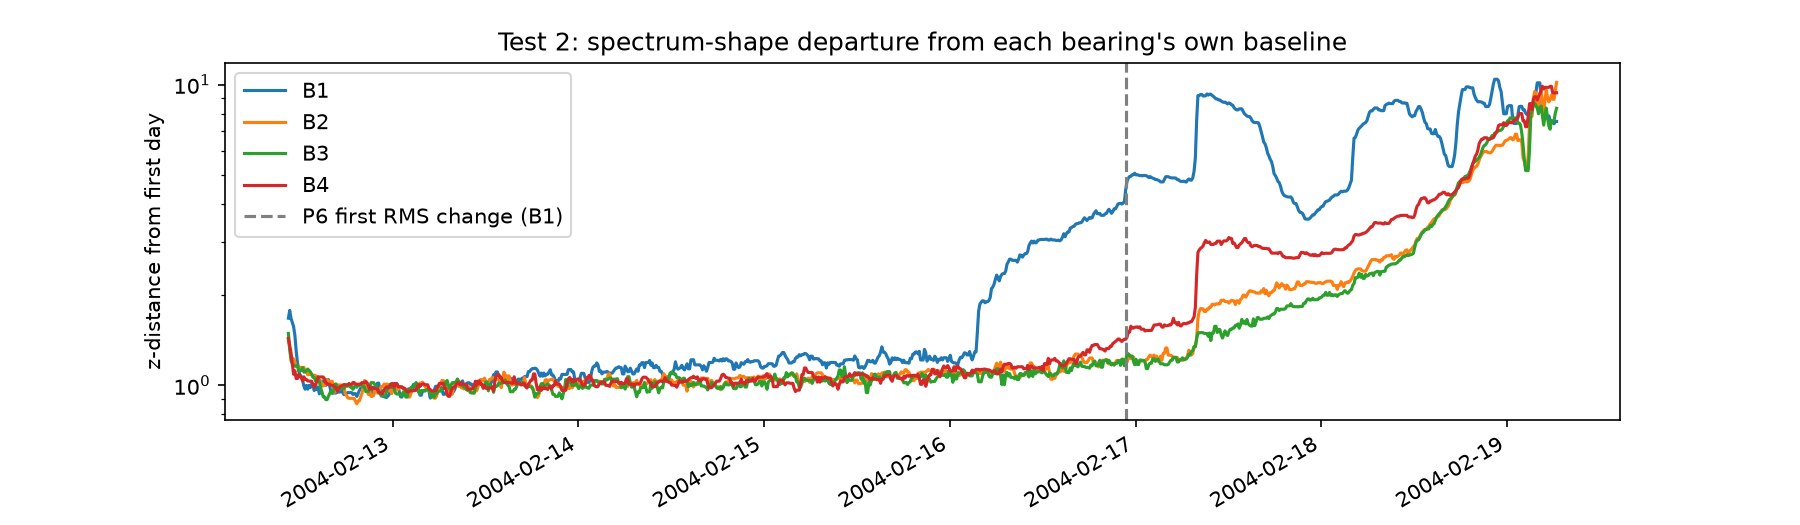 Test 2: spectrum-shape departure from each bearing's own baseline
z-distance from first day
10¹
10⁰
B1
B2
B3
B4
P6 first RMS change (B1)
2004-02-13
2004-02-14
2004-02-15
2004-02-16
2004-02-17
2004-02-18
2004-02-19